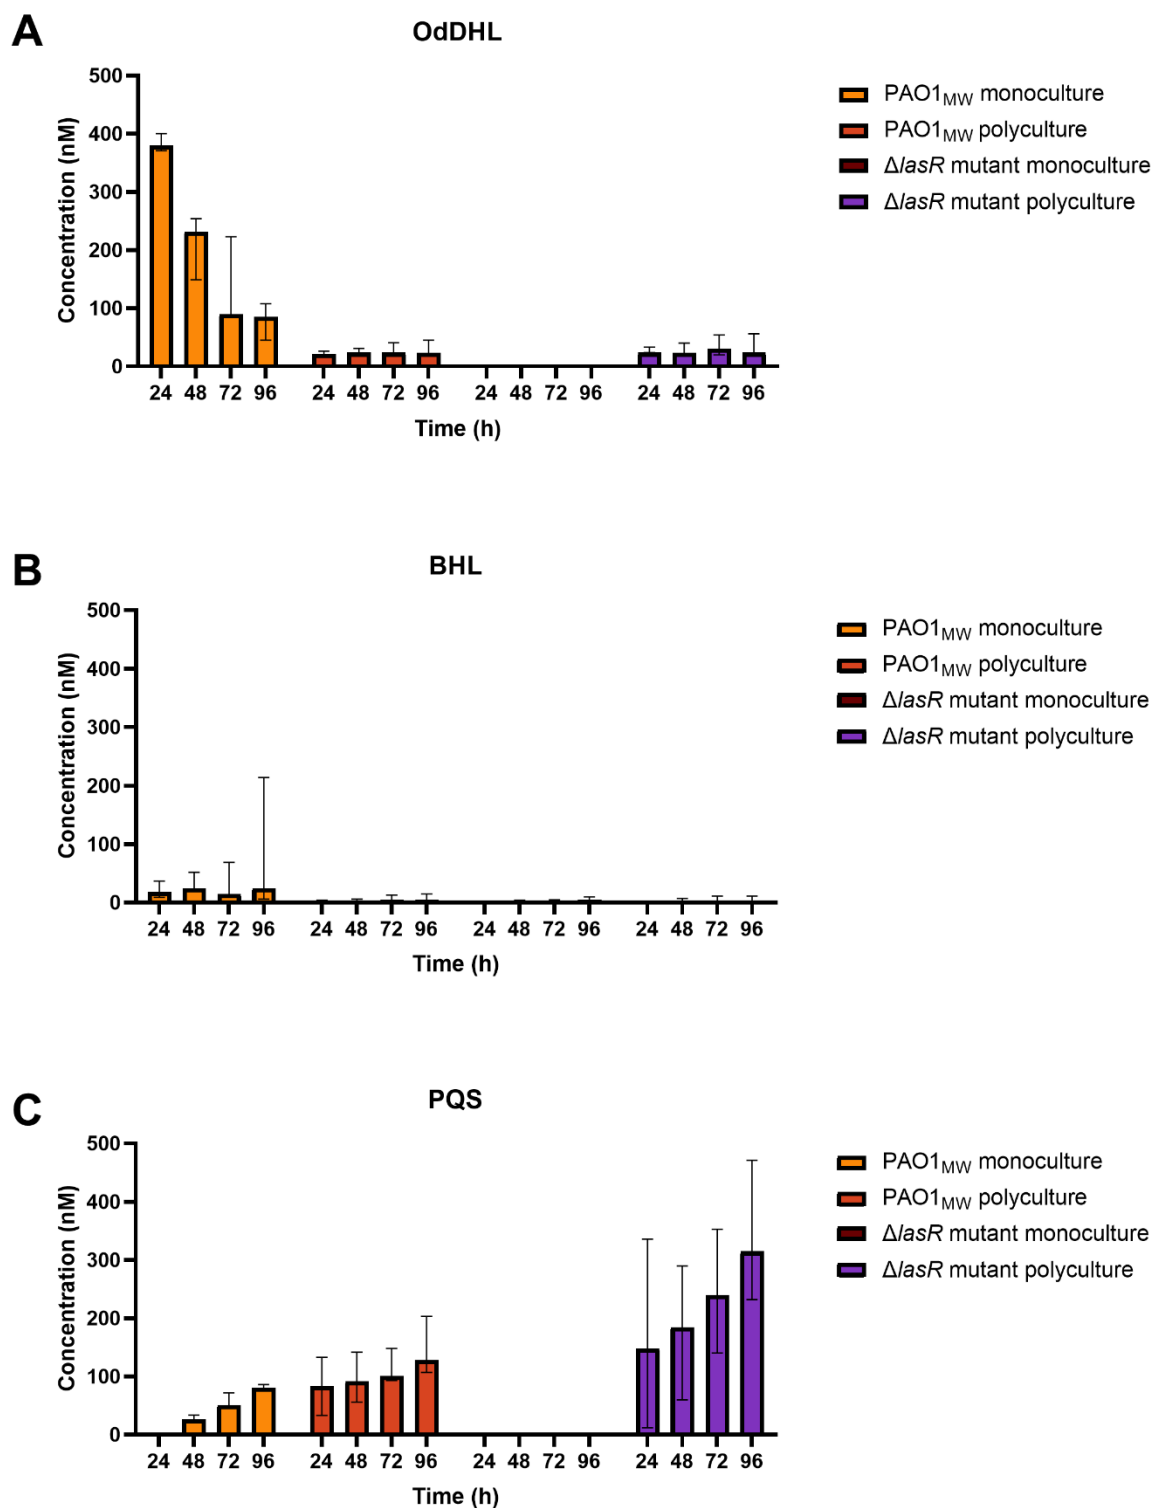 A
OdDHL
Concentration (nM)
500
400
300
200
100
0
24 48 72 96 24 48 72 96 24 48 72 96 24 48 72 96
Time (h)
PAO1MW monoculture
PAO1MW polyculture
ΔlasR mutant monoculture
ΔlasR mutant polyculture
B
BHL
Concentration (nM)
500
400
300
200
100
0
24 48 72 96 24 48 72 96 24 48 72 96 24 48 72 96
Time (h)
PAO1MW monoculture
PAO1MW polyculture
ΔlasR mutant monoculture
ΔlasR mutant polyculture
C
PQS
Concentration (nM)
500
400
300
200
100
0
24 48 72 96 24 48 72 96 24 48 72 96 24 48 72 96
Time (h)
PAO1MW monoculture
PAO1MW polyculture
ΔlasR mutant monoculture
ΔlasR mutant polyculture